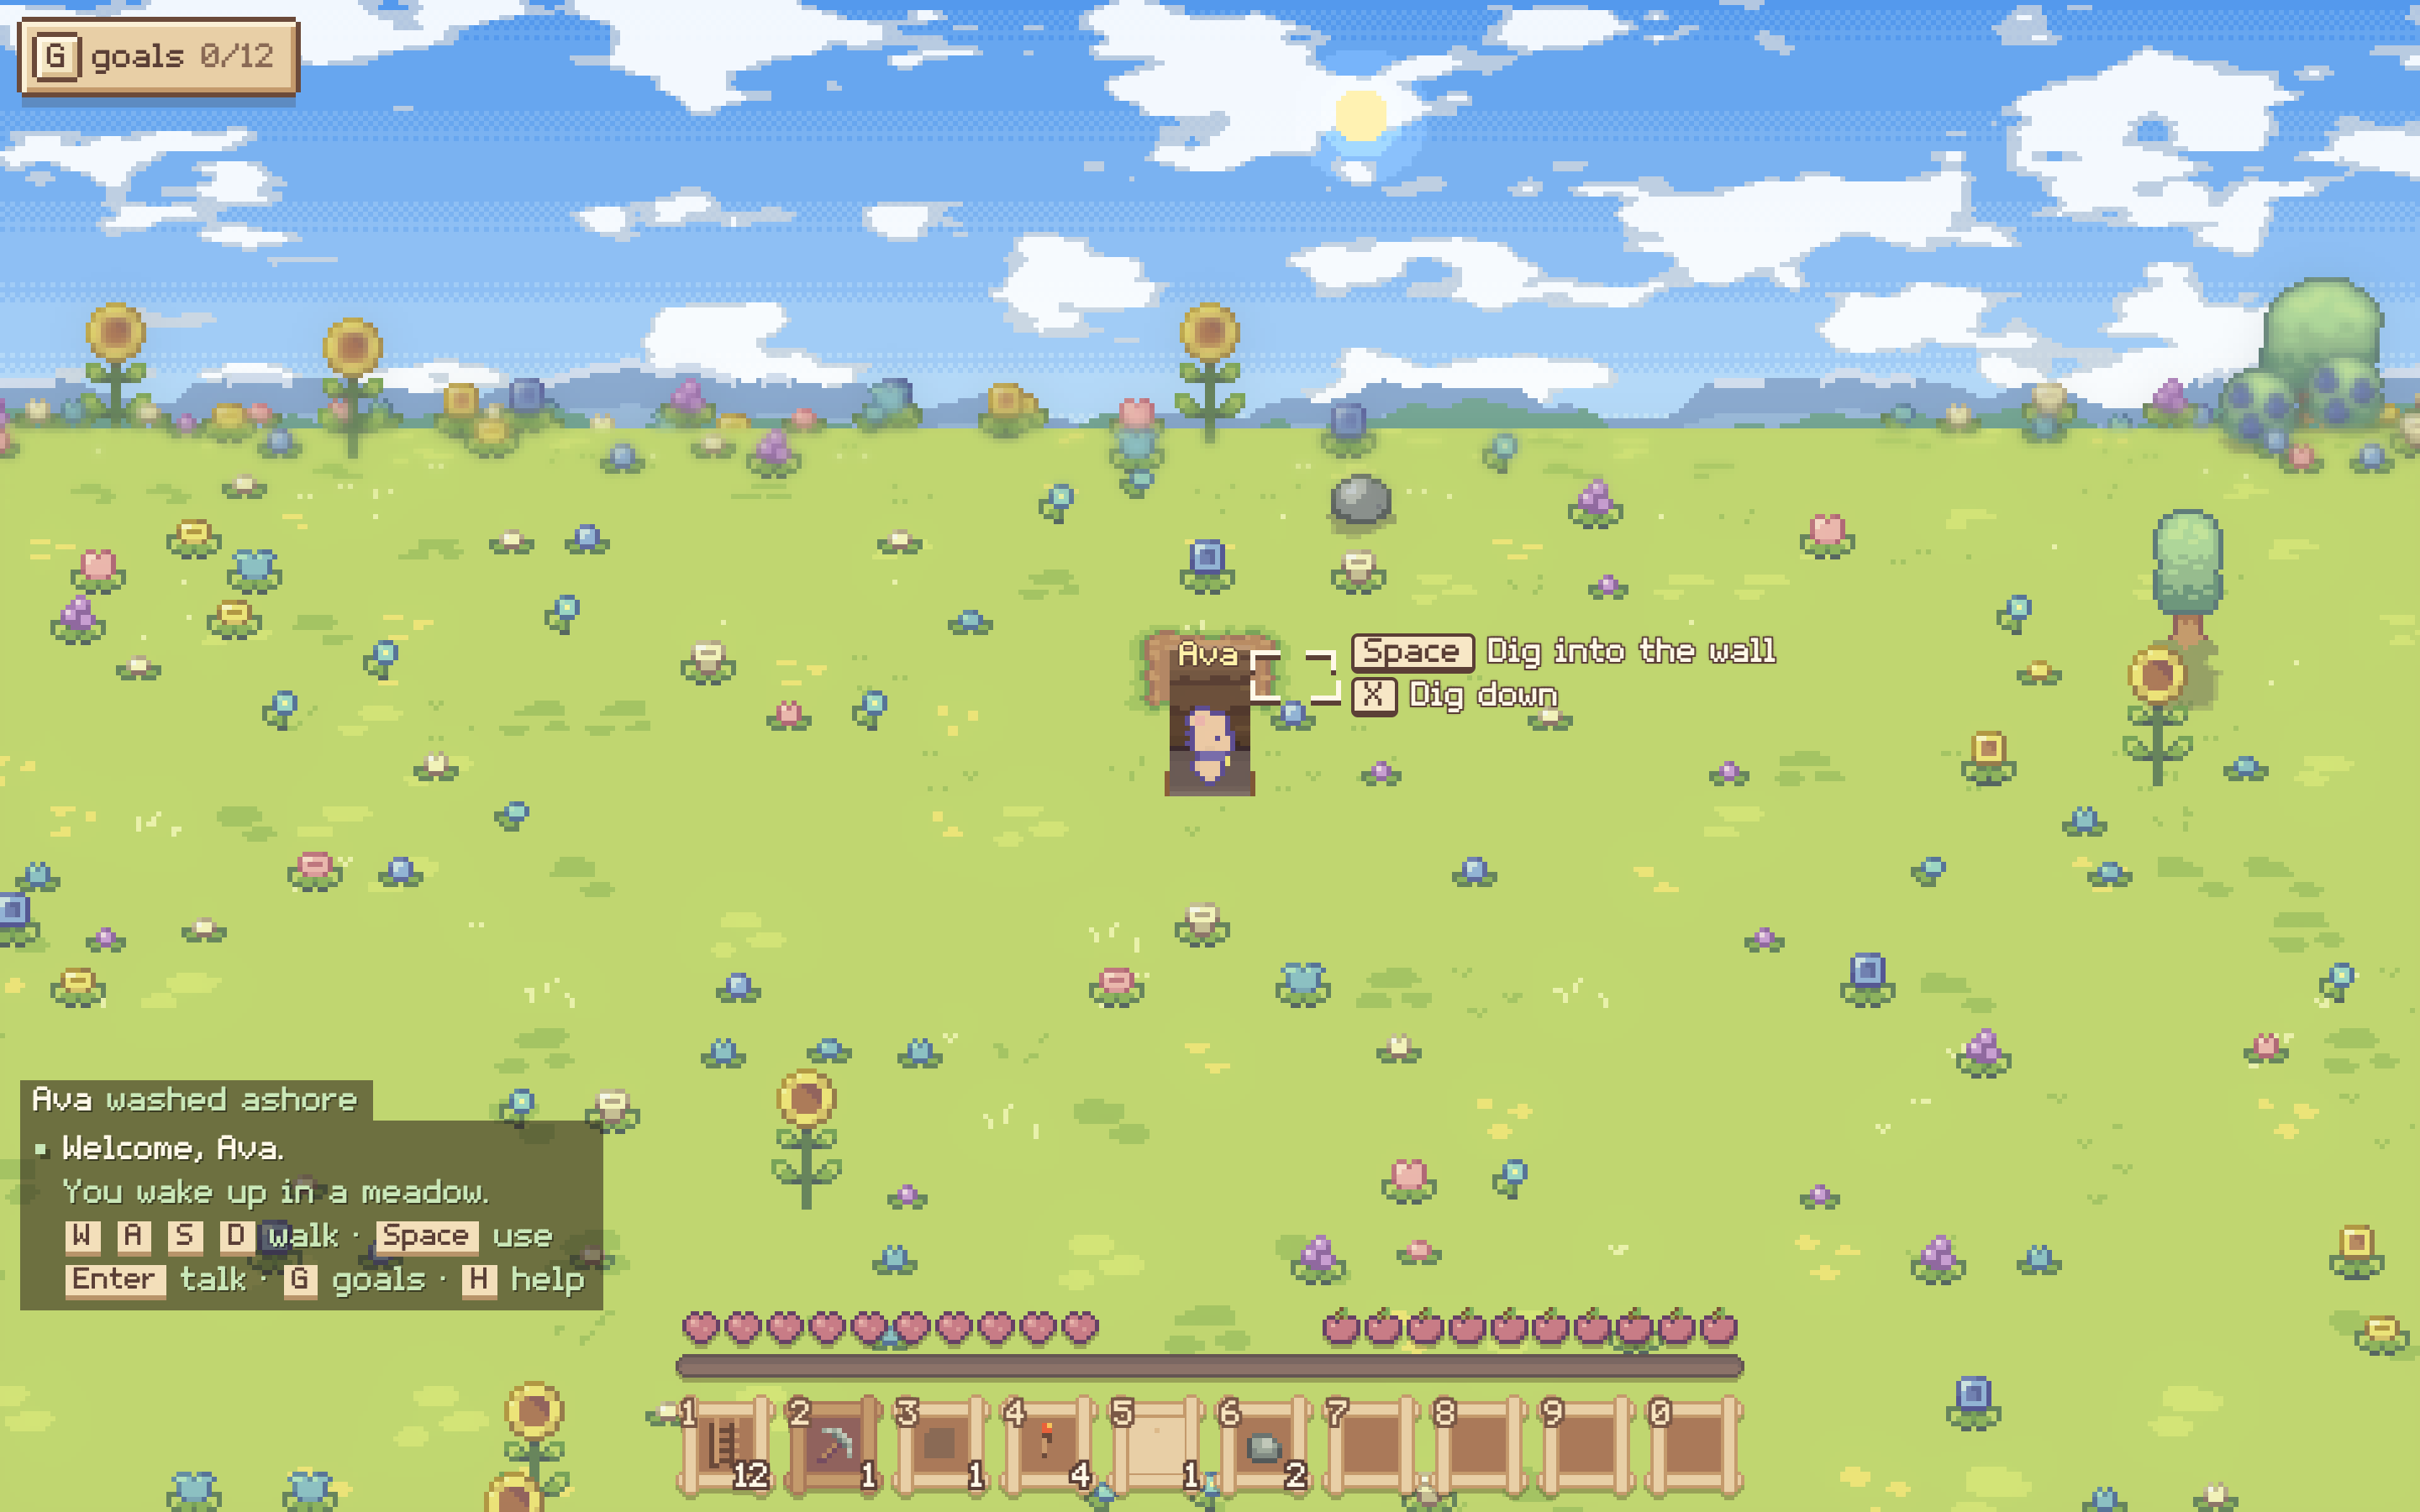 G goals 0/12
Ava
Space Dig into the wall
X Dig down
Ava washed ashore
Welcome, Ava.
You wake up in a meadow.
W A S D walk · Space use
Enter talk · G goals · H help
1 2 3 4 5 6 7 8 9 0
12 1 1 4 1 2